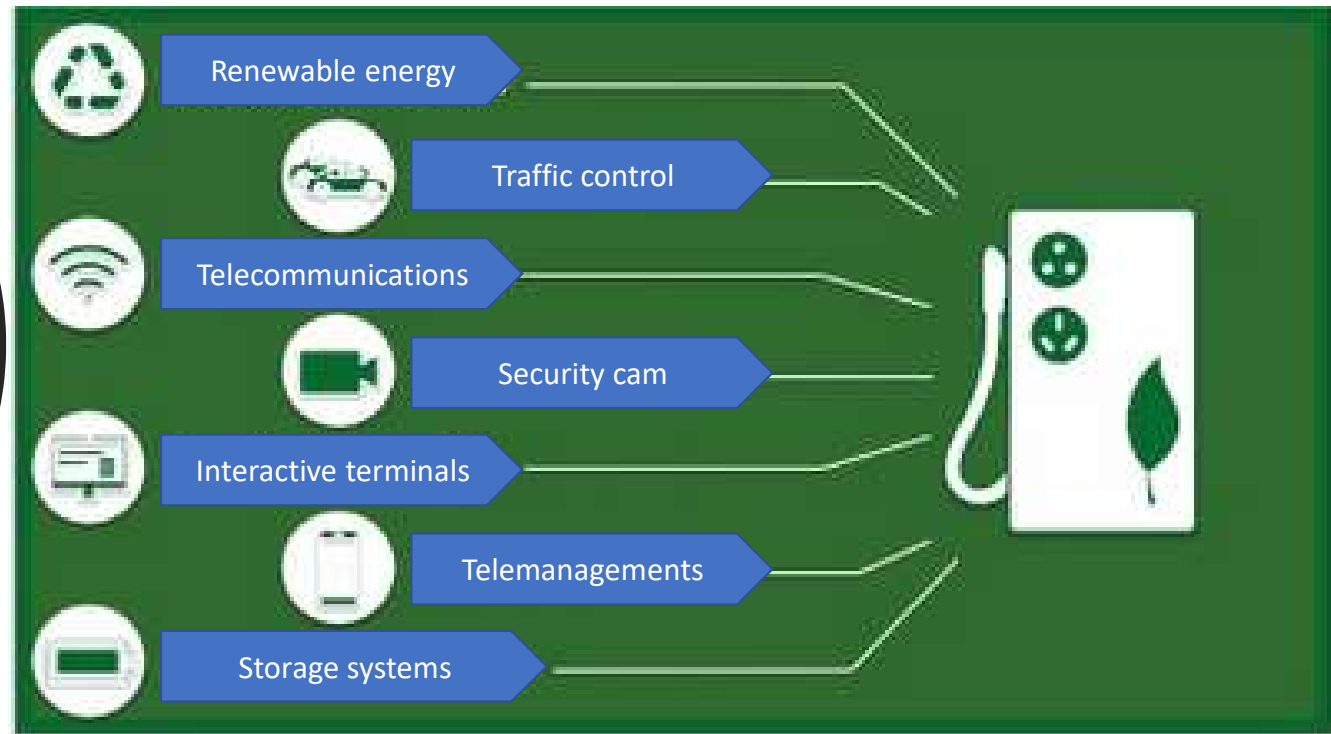 Renewable energy
Traffic control
Telecommunications
Security cam
Interactive terminals
Telemanagements
Storage systems